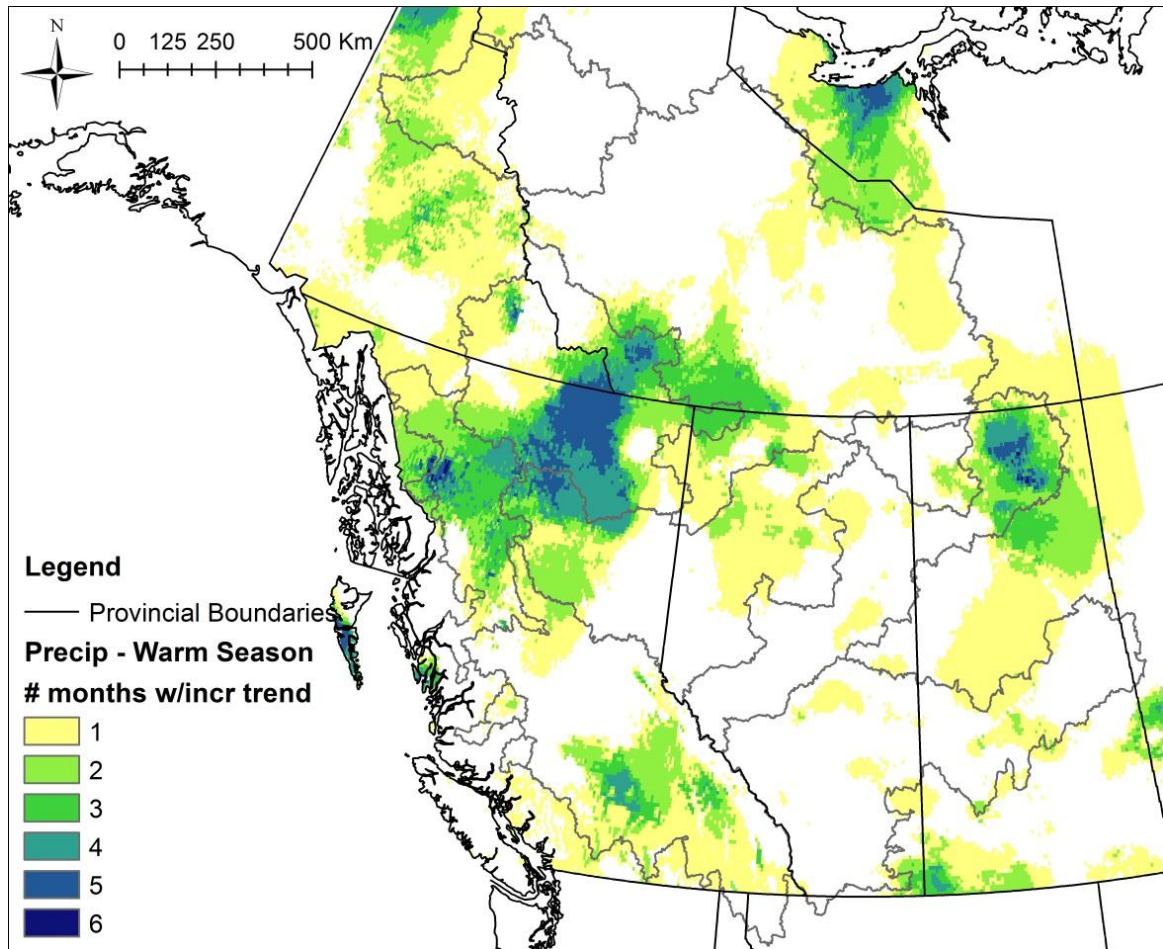 N
0 125 250 500 Km
Legend
Provincial Boundaries
Precip - Warm Season
# months w/incr trend
1
2
3
4
5
6